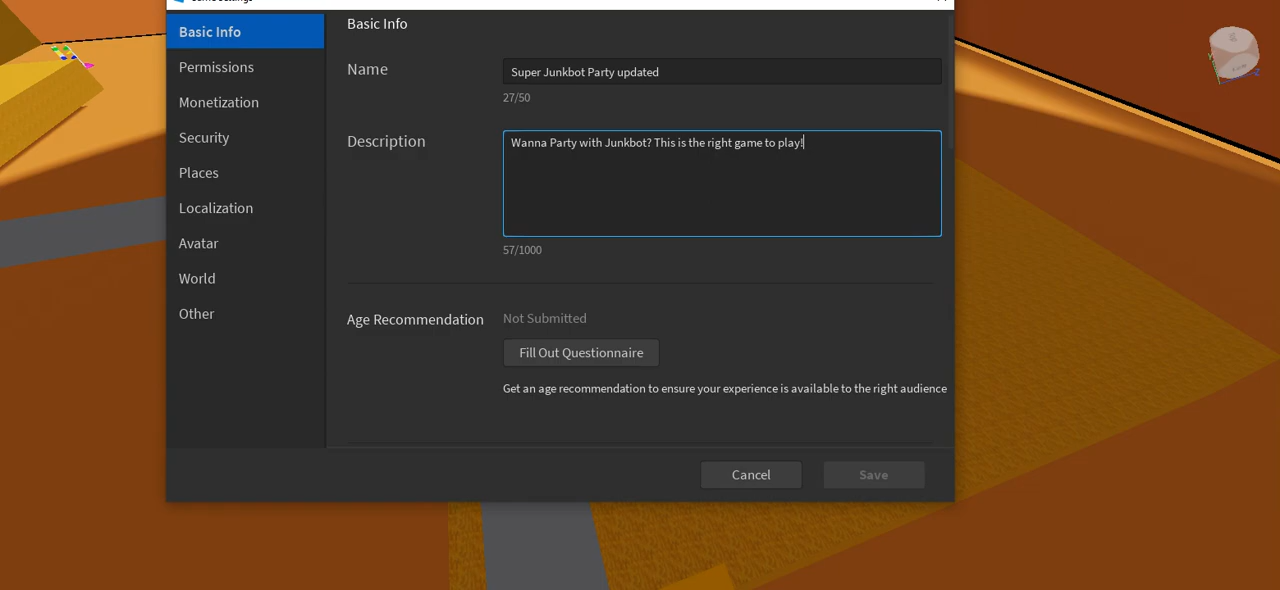 Basic Info
Permissions
Monetization
Security
Places
Localization
Avatar
World
Other
Basic Info
Name
Super Junkbot Party updated
27/50
Description
Wanna Party with Junkbot? This is the right game to play!
57/1000
Age Recommendation
Not Submitted
Fill Out Questionnaire
Get an age recommendation to ensure your experience is available to the right audience
Cancel
Save